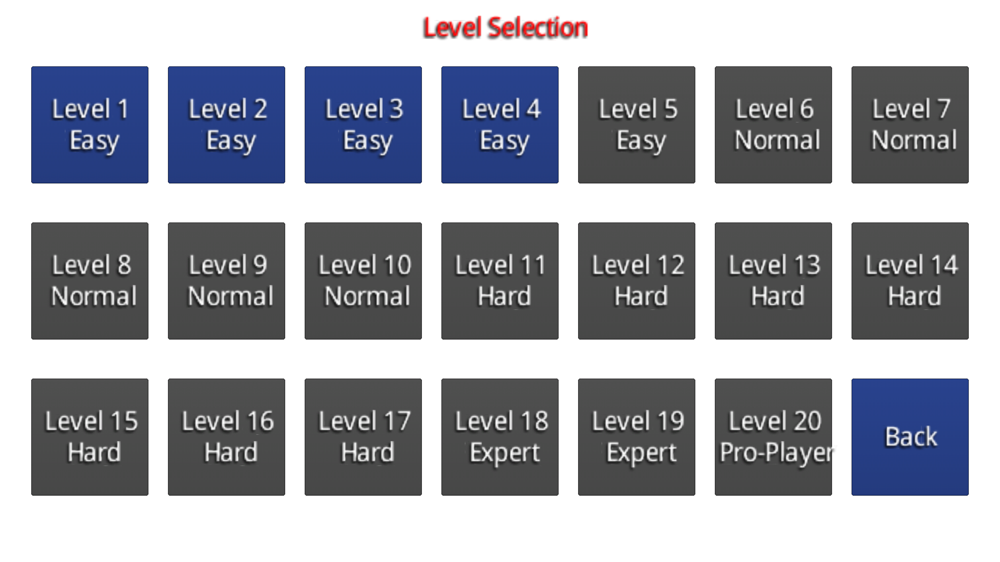 Level Selection
Level 1
Easy
Level 2
Easy
Level 3
Easy
Level 4
Easy
Level 5
Easy
Level 6
Normal
Level 7
Normal
Level 8
Normal
Level 9
Normal
Level 10
Normal
Level 11
Hard
Level 12
Hard
Level 13
Hard
Level 14
Hard
Level 15
Hard
Level 16
Hard
Level 17
Hard
Level 18
Expert
Level 19
Expert
Level 20
Pro-Player
Back